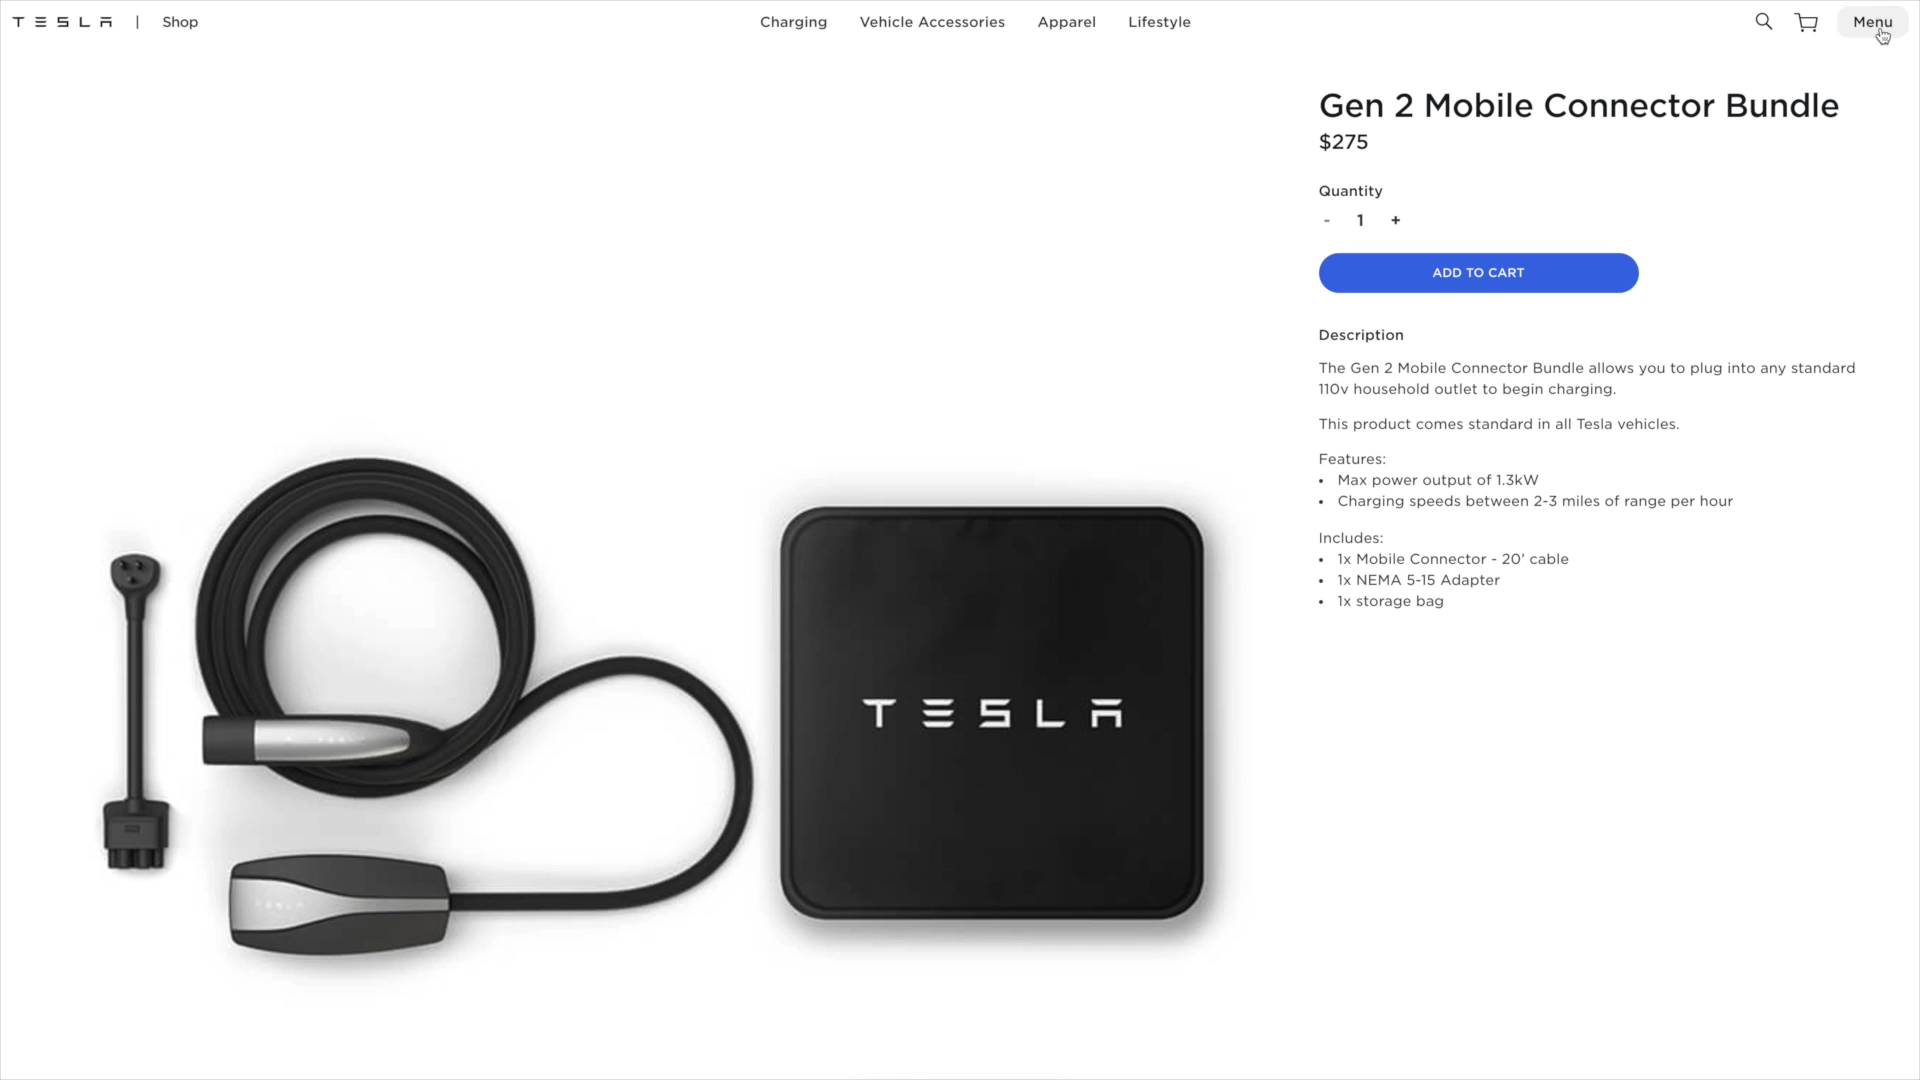 TESLA | Shop
Charging
Vehicle Accessories
Apparel
Lifestyle
Menu
Gen 2 Mobile Connector Bundle
$275
Quantity
- 1 +
ADD TO CART
Description
The Gen 2 Mobile Connector Bundle allows you to plug into any standard
110v household outlet to begin charging.
This product comes standard in all Tesla vehicles.
Features:
• Max power output of 1.3kW
• Charging speeds between 2-3 miles of range per hour
Includes:
• 1x Mobile Connector - 20’ cable
• 1x NEMA 5-15 Adapter
• 1x storage bag
TESLA